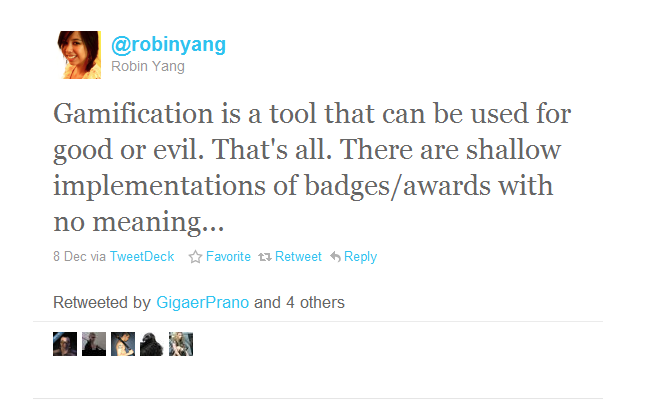 @robinyang
Robin Yang
Gamification is a tool that can be used for
good or evil. That's all. There are shallow
implementations of badges/awards with
no meaning...
8 Dec via TweetDeck Favorite Retweet Reply
Retweeted by GigaerPrano and 4 others